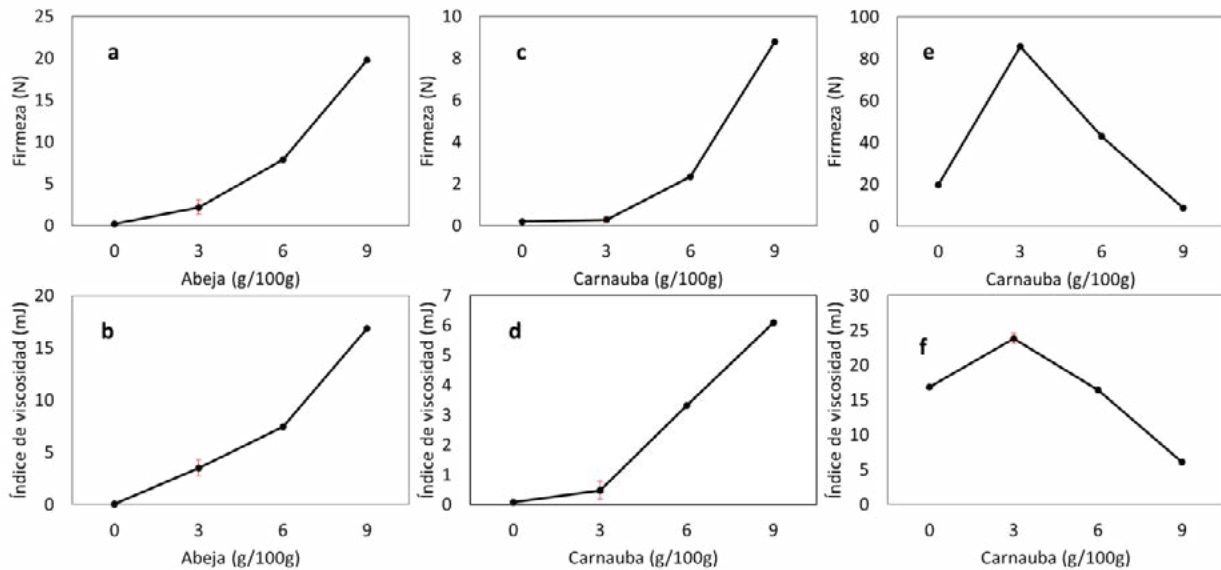 a
25
20
15
10
5
0
Firmeza (N)
0 3 6 9
Abeja (g/100g)
c
10
8
6
4
2
0
Firmeza (N)
0 3 6 9
Carnauba (g/100g)
e
100
80
60
40
20
0
Firmeza (N)
0 3 6 9
Carnauba (g/100g)
b
20
15
10
5
0
Índice de viscosidad (mJ)
0 3 6 9
Abeja (g/100g)
d
7
6
5
4
3
2
1
0
Índice de viscosidad (mJ)
0 3 6 9
Carnauba (g/100g)
f
30
25
20
15
10
5
0
Índice de viscosidad (mJ)
0 3 6 9
Carnauba (g/100g)